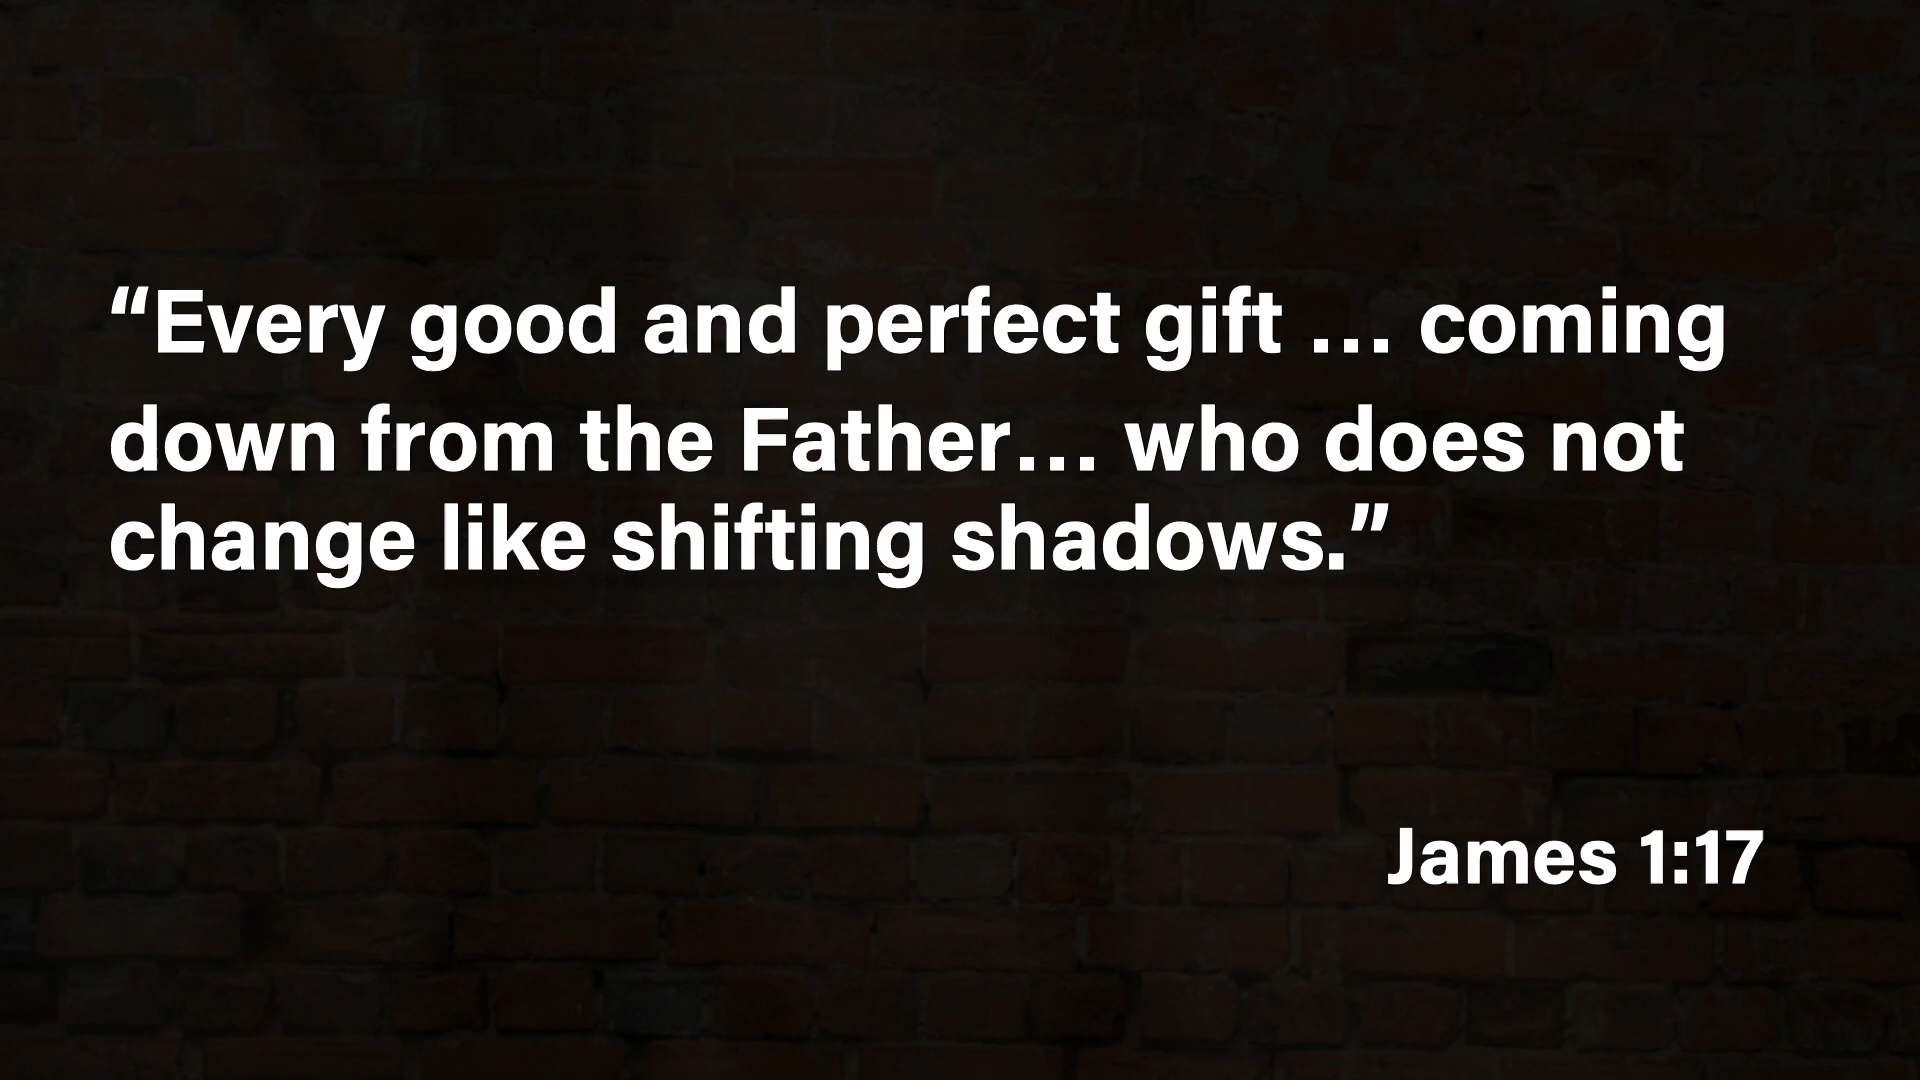 “Every good and perfect gift … coming
down from the Father… who does not
change like shifting shadows.”
James 1:17